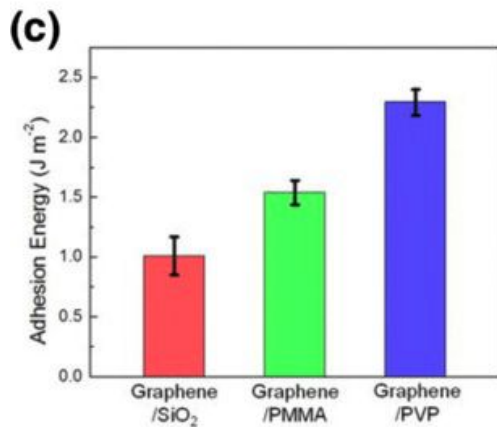 (c)
Adhesion Energy (J m⁻²)
2.5
2.0
1.5
1.0
0.5
0.0
Graphene
/SiO₂
Graphene
/PMMA
Graphene
/PVP